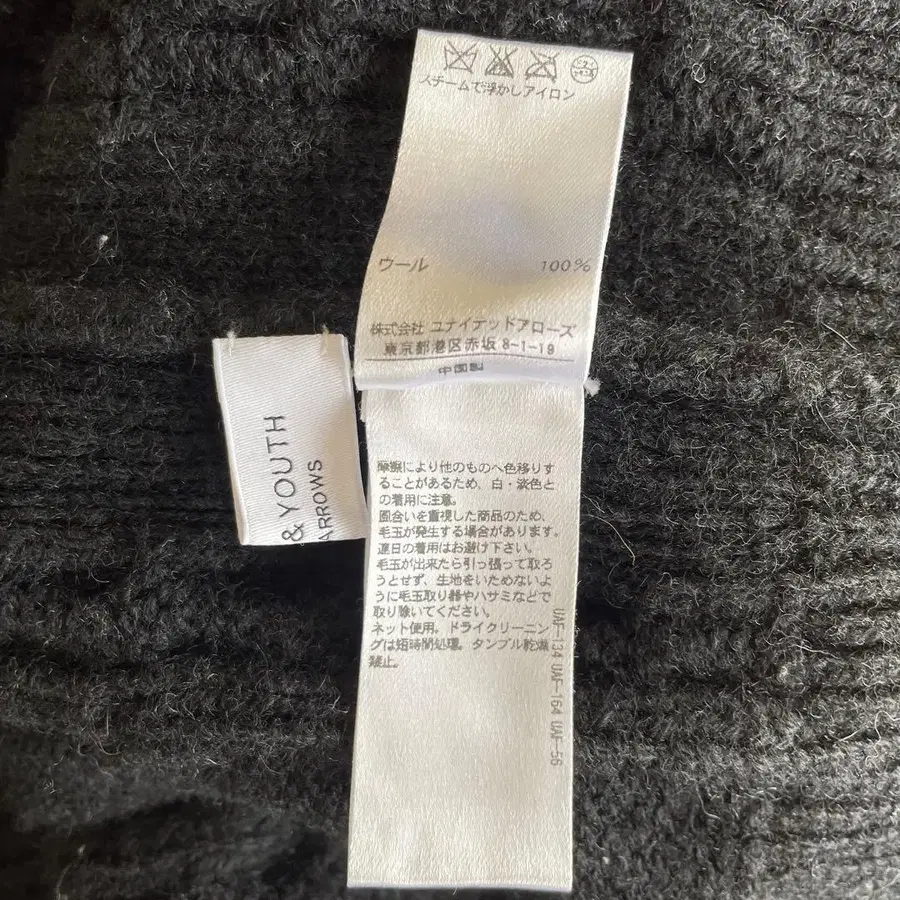 スチームで浮かしアイロン
ウール 100%
株式会社 ユナイテッドアローズ
東京都港区赤坂 8-1-19
中国製
& YOUTH
ARROWS
摩擦により他のものへ色移りす
ることがあるため、白・淡色と
の着用に注意。
風合いを重視した商品のため、
毛玉が発生する場合があります。
連日の着用はお避け下さい。
毛玉が出来たら引っ張って取ろ
うとせず、生地をいためないよ
うに毛玉取り器やハサミなどで
取り除いてください。
ネット使用。ドライクリーニン
グは短時間処理。タンブル乾燥
禁止。
UAF-134 UAF-164 UAF-56